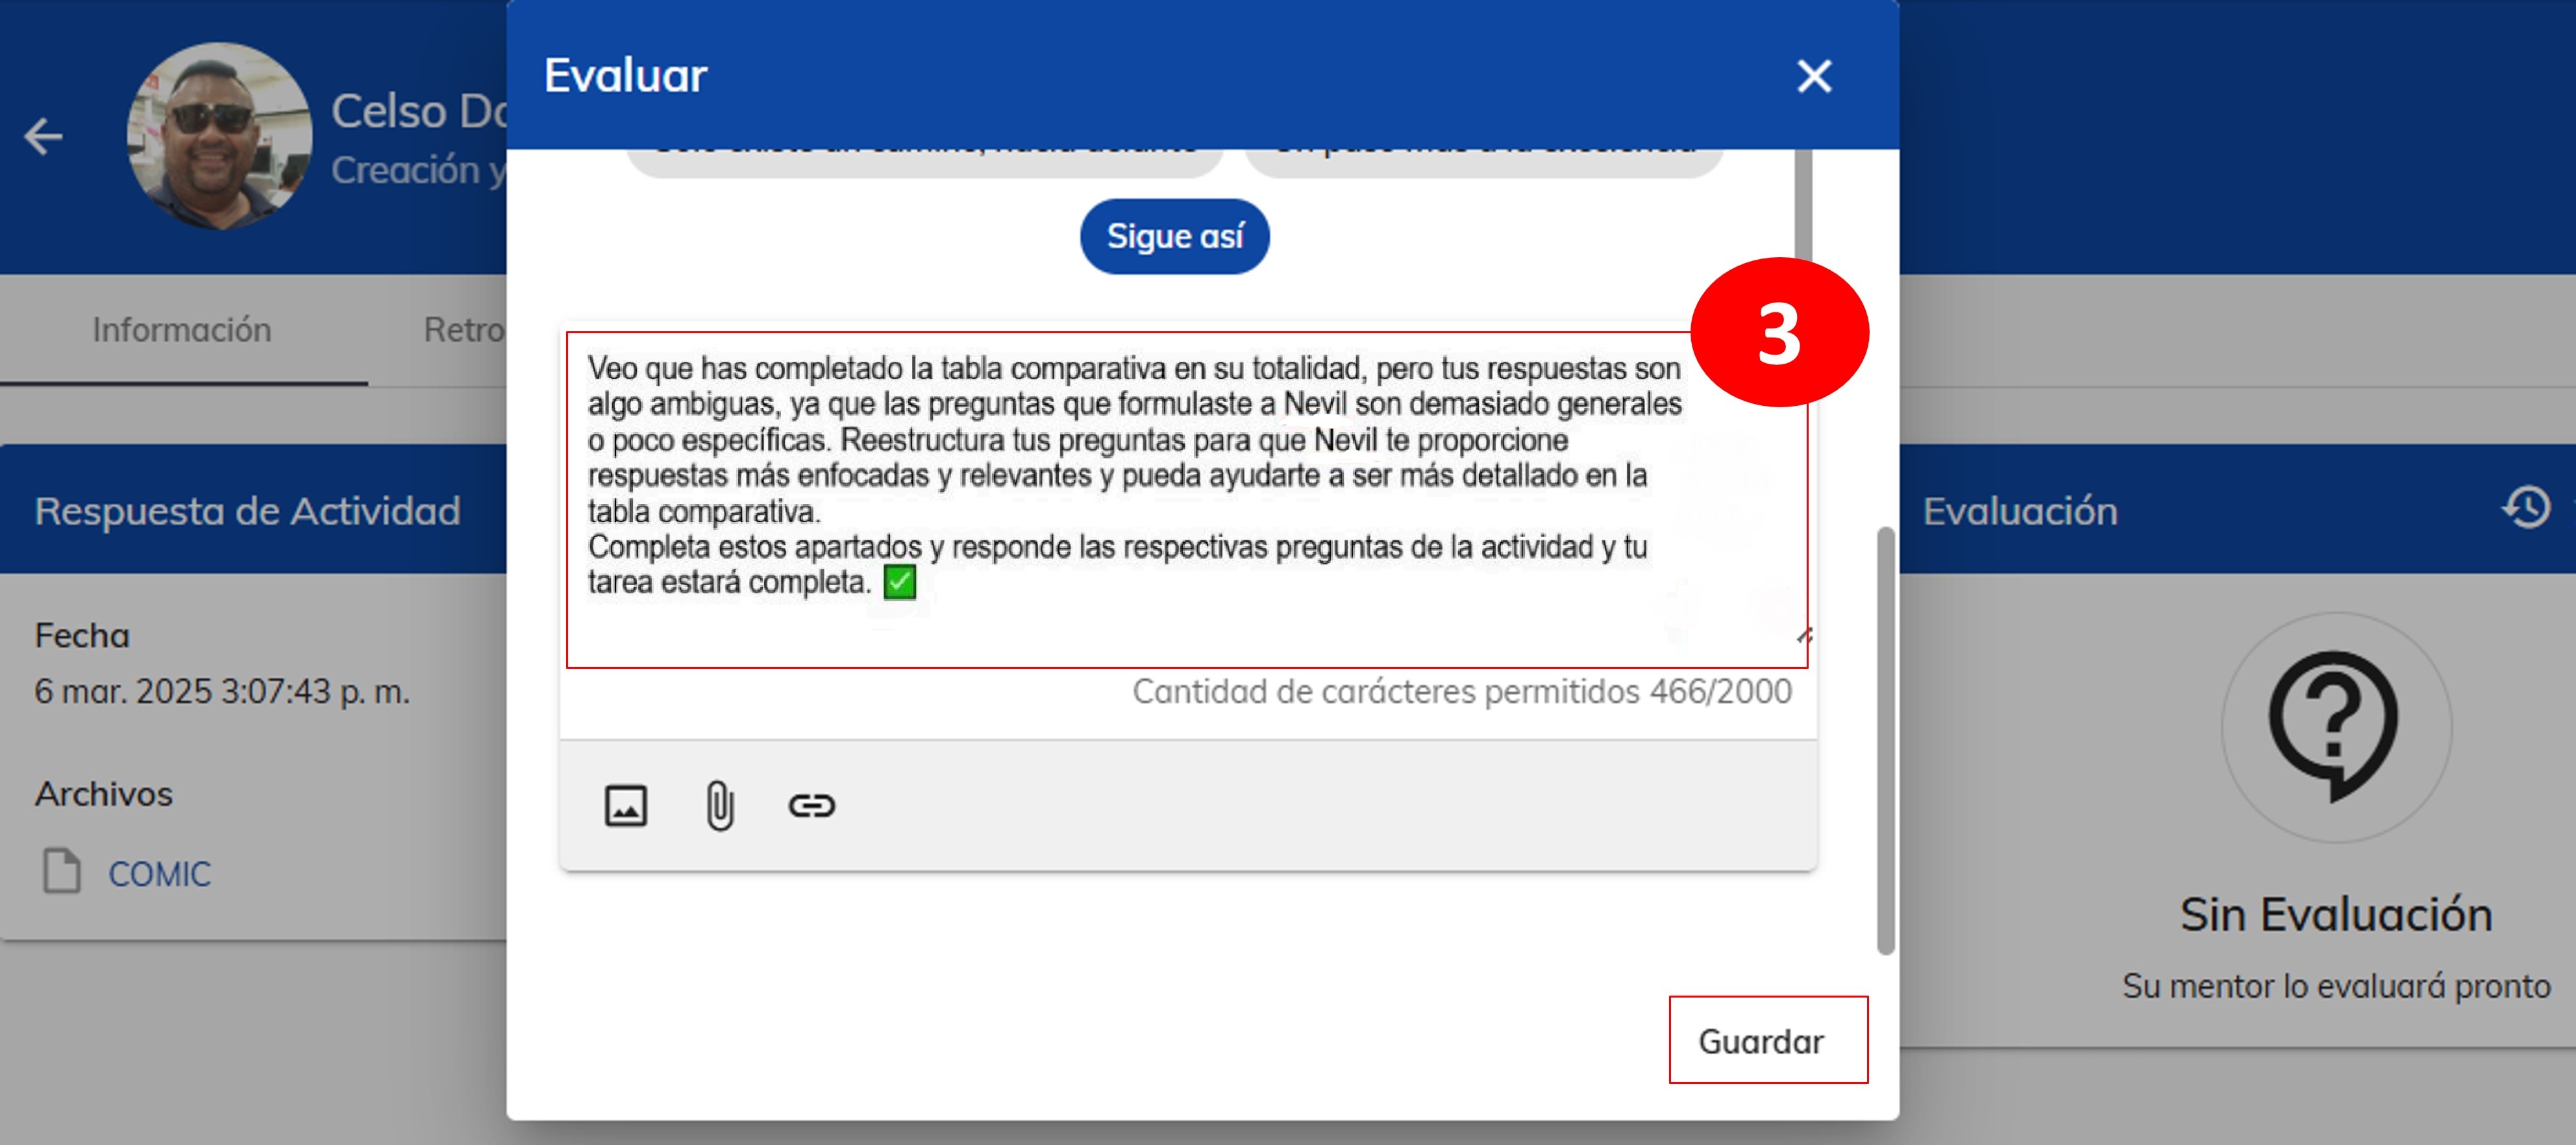 Evaluar
Celso
Creación y
Sigue así
Información
Retro
3
Veo que has completado la tabla comparativa en su totalidad, pero tus respuestas son
algo ambiguas, ya que las preguntas que formulaste a Nevil son demasiado generales
o poco específicas. Reestructura tus preguntas para que Nevil te proporcione
respuestas más enfocadas y relevantes y pueda ayudarte a ser más detallado en la
tabla comparativa.
Completa estos apartados y responde las respectivas preguntas de la actividad y tu
tarea estará completa. ✅
Cantidad de carácteres permitidos 466/2000
Respuesta de Actividad
Fecha
6 mar. 2025 3:07:43 p. m.
Archivos
COMIC
Evaluación
Sin Evaluación
Su mentor lo evaluará pronto
Guardar